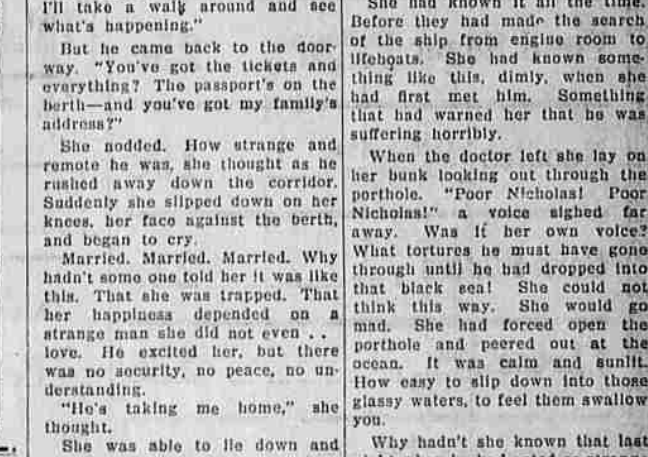 I'll take a walk around and see
what's happening."
But he came back to the door-
way. "You've got the tickets and
everything? The passport's on the
berth—and you've got my family's
address?"
She nodded. How strange and
remote he was, she thought as he
rushed away down the corridor.
Suddenly she slipped down on her
knees, her face against the berth,
and began to cry.
Married. Married. Married. Why
hadn't some one told her it was like
this. That she was trapped. That
her happiness depended on a
strange man she did not even . .
love. He excited her, but there
was no security, no peace, no un-
derstanding.
"He's taking me home," she
thought.
She was able to lie down and
She had known it all the time.
Before they had made the search
of the ship from engine room to
lifeboats. She had known some-
thing like this, dimly, when she
had first met him. Something
that had warned her that he was
suffering horribly.
When the doctor left she lay on
her bunk looking out through the
porthole. "Poor Nicholas! Poor
Nicholas!" a voice sighed far
away. Was it her own voice?
What tortures he must have gone
through until he had dropped into
that black sea! She could not
think this way. She would go
mad. She had forced open the
porthole and peered out at the
ocean. It was calm and sunlit.
How easy to slip down into those
glassy waters, to feel them swallow
you.
Why hadn't she known that last